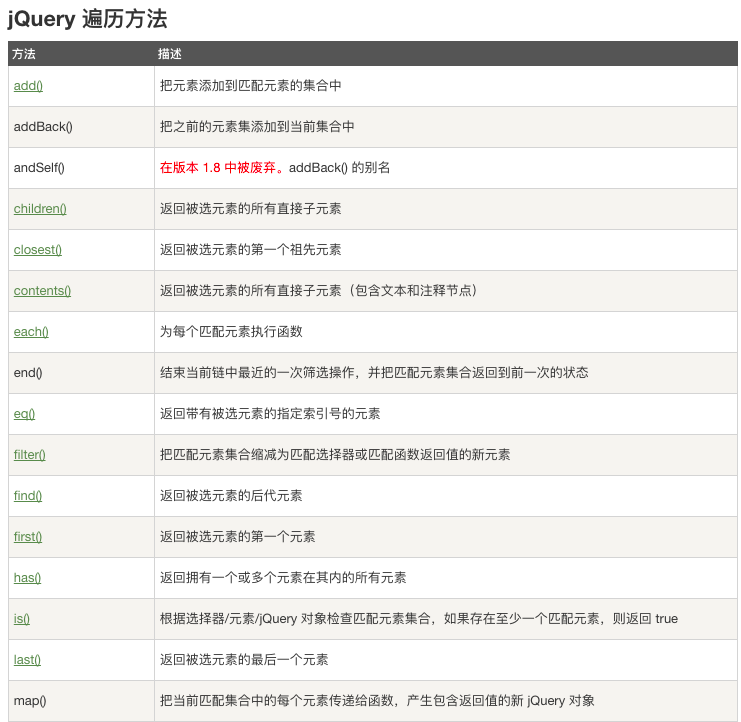 jQuery 遍历方法
方法 描述
add() 把元素添加到匹配元素的集合中
addBack() 把之前的元素集添加到当前集合中
andSelf() 在版本 1.8 中被废弃。addBack() 的别名
children() 返回被选元素的所有直接子元素
closest() 返回被选元素的第一个祖先元素
contents() 返回被选元素的所有直接子元素（包含文本和注释节点）
each() 为每个匹配元素执行函数
end() 结束当前链中最近的一次筛选操作，并把匹配元素集合返回到前一次的状态
eq() 返回带有被选元素的指定索引号的元素
filter() 把匹配元素集合缩减为匹配选择器或匹配函数返回值的新元素
find() 返回被选元素的后代元素
first() 返回被选元素的第一个元素
has() 返回拥有一个或多个元素在其内的所有元素
is() 根据选择器/元素/jQuery 对象检查匹配元素集合，如果存在至少一个匹配元素，则返回 true
last() 返回被选元素的最后一个元素
map() 把当前匹配集合中的每个元素传递给函数，产生包含返回值的新 jQuery 对象